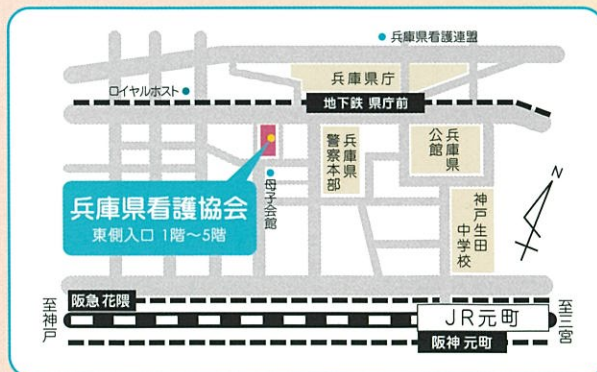 兵庫県看護連盟
兵庫県庁
ロイヤルホスト
地下鉄 県庁前
兵庫県
警察本部
兵庫県
公館
母子会館
兵庫県看護協会
東側入口 1階～5階
神戸生田
中学校
N
阪急 花隈
至神戸
JR元町
至三宮
阪神 元町